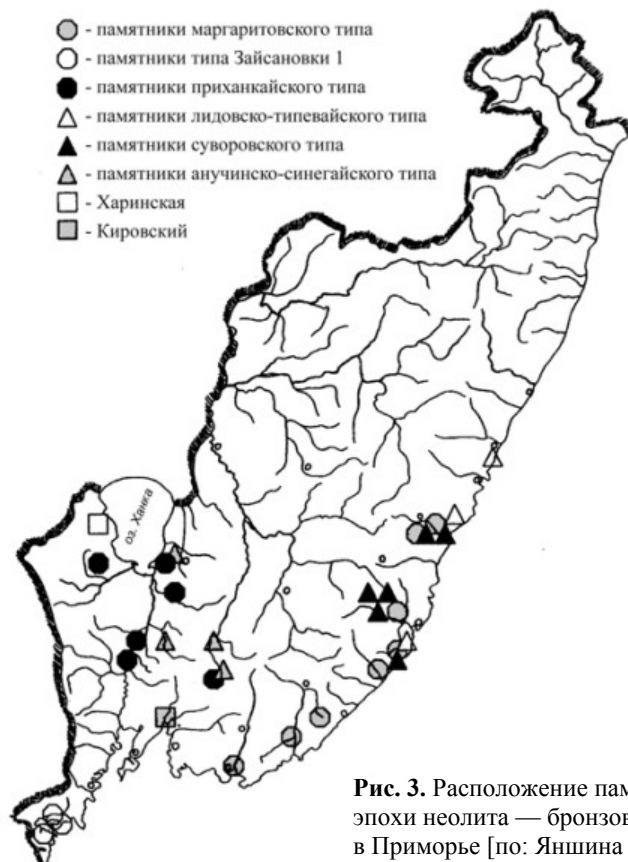 - памятники маргаритовского типа
- памятники типа Зайсановки 1
- памятники приханкайского типа
- памятники лидовско-типевайского типа
- памятники суворовского типа
- памятники анучинско-синегайского типа
- Харинская
- Кировский
оз. Ханка
Рис. 3. Расположение пам
эпохи неолита — бронзов
в Приморье [по: Яншина